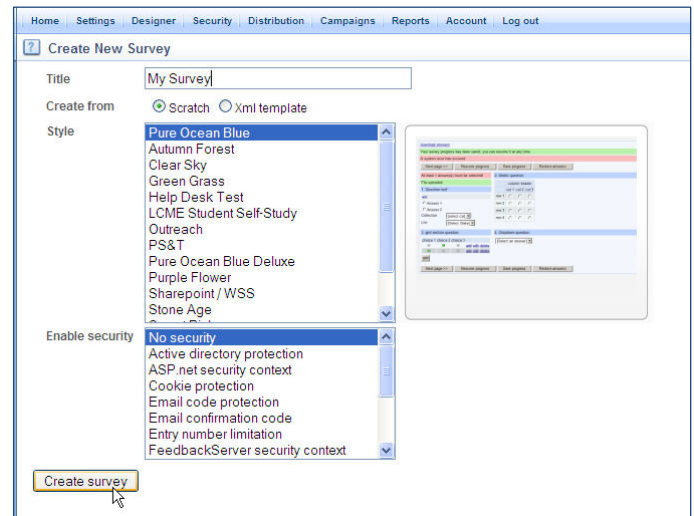 Home Settings Designer Security Distribution Campaigns Reports Account Log out
? Create New Survey
Title My Survey
Create from Scratch Xml template
Style
Pure Ocean Blue
Autumn Forest
Clear Sky
Green Grass
Help Desk Test
LCME Student Self-Study
Outreach
PS&T
Pure Ocean Blue Deluxe
Purple Flower
Sharepoint / WSS
Stone Age
Enable security
No security
Active directory protection
ASP.net security context
Cookie protection
Email code protection
Email confirmation code
Entry number limitation
FeedbackServer security context
Create survey